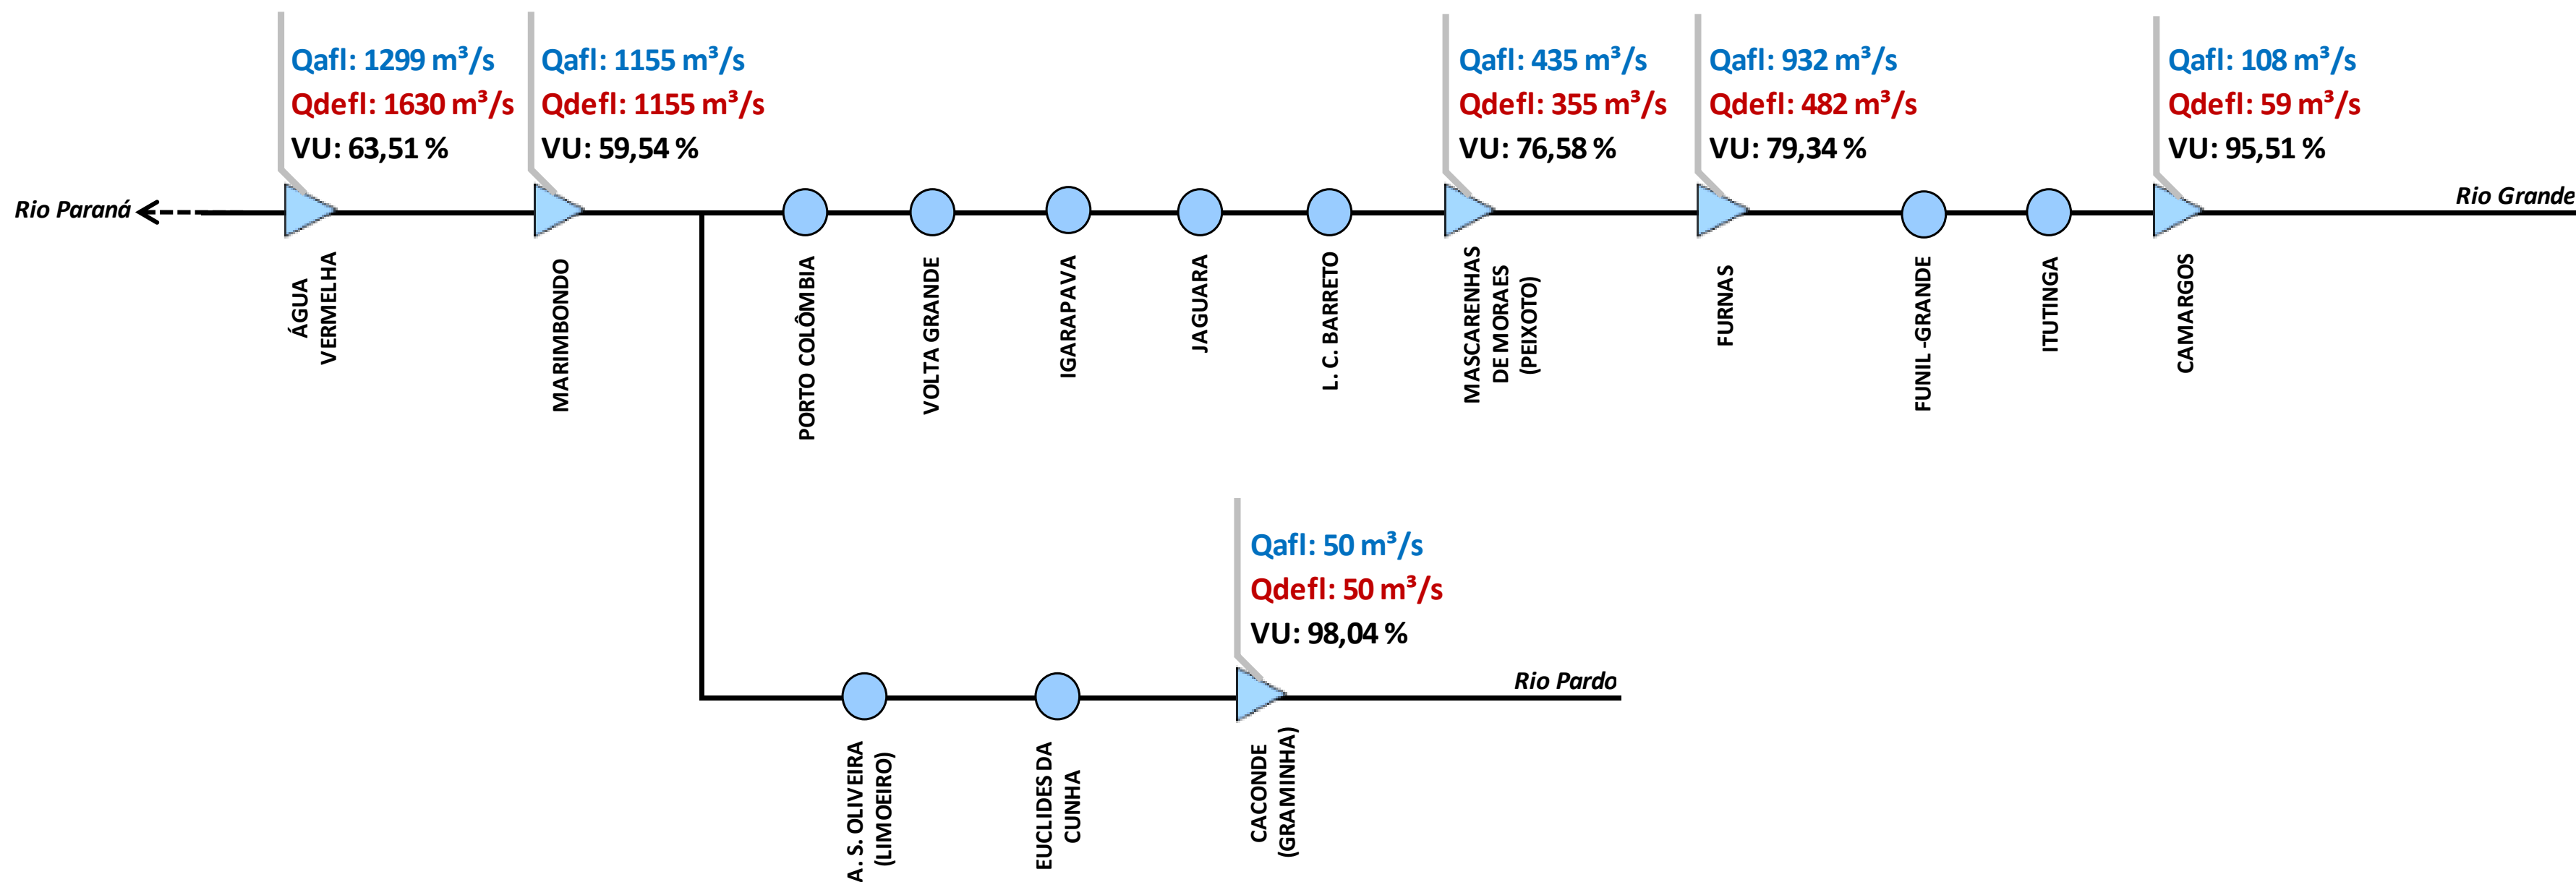 Qafl: 1299 m³/s
Qdefl: 1630 m³/s
VU: 63,51 %
Qafl: 1155 m³/s
Qdefl: 1155 m³/s
VU: 59,54 %
Qafl: 435 m³/s
Qdefl: 355 m³/s
VU: 76,58 %
Qafl: 932 m³/s
Qdefl: 482 m³/s
VU: 79,34 %
Qafl: 108 m³/s
Qdefl: 59 m³/s
VU: 95,51 %
Rio Paraná
Rio Grande
ÁGUA
VERMELHA
MARIMBONDO
PORTO COLÔMBIA
VOLTA GRANDE
IGARAPAVA
JAGUARA
L. C. BARRETO
MASCARENHAS
DE MORAES
(PEIXOTO)
FURNAS
FUNIL -GRANDE
ITUTINGA
CAMARGOS
Qafl: 50 m³/s
Qdefl: 50 m³/s
VU: 98,04 %
Rio Pardo
A. S. OLIVEIRA
(LIMOEIRO)
EUCLIDES DA
CUNHA
CACONDE
(GRAMINHA)